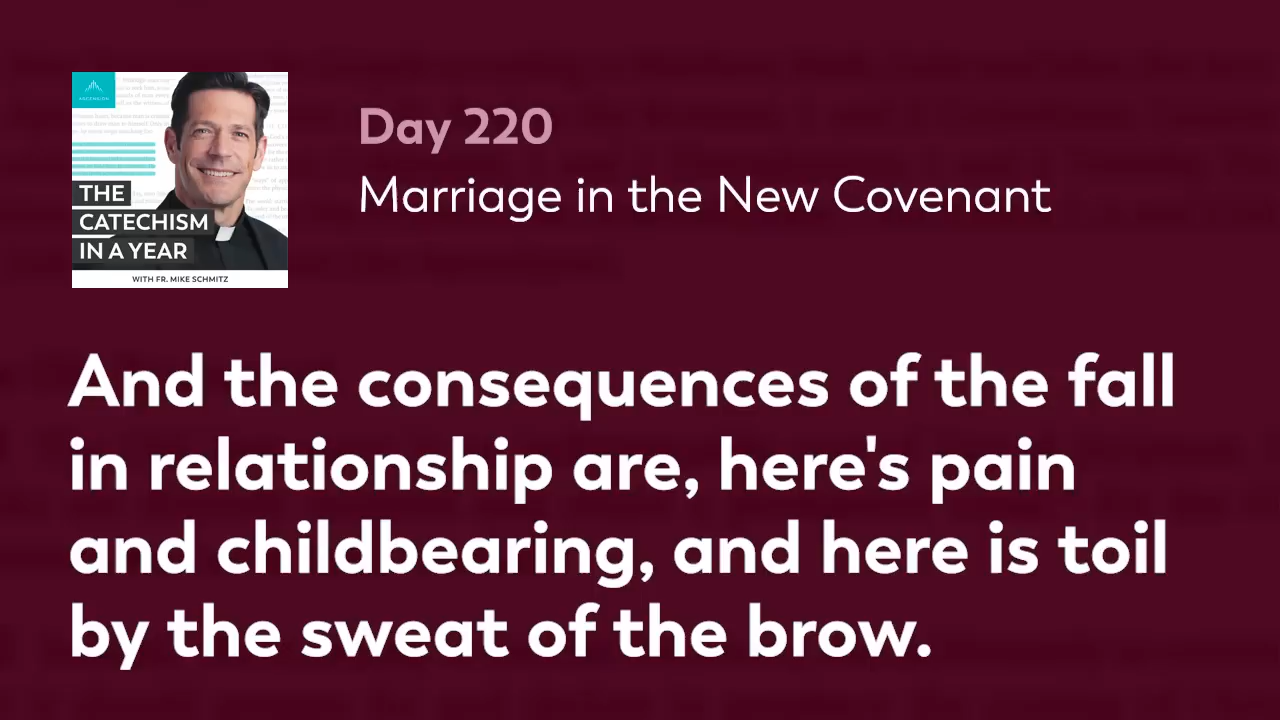 ASCENSION
THE
CATECHISM
IN A YEAR
WITH FR. MIKE SCHMITZ
Day 220
Marriage in the New Covenant
And the consequences of the fall
in relationship are, here's pain
and childbearing, and here is toil
by the sweat of the brow.